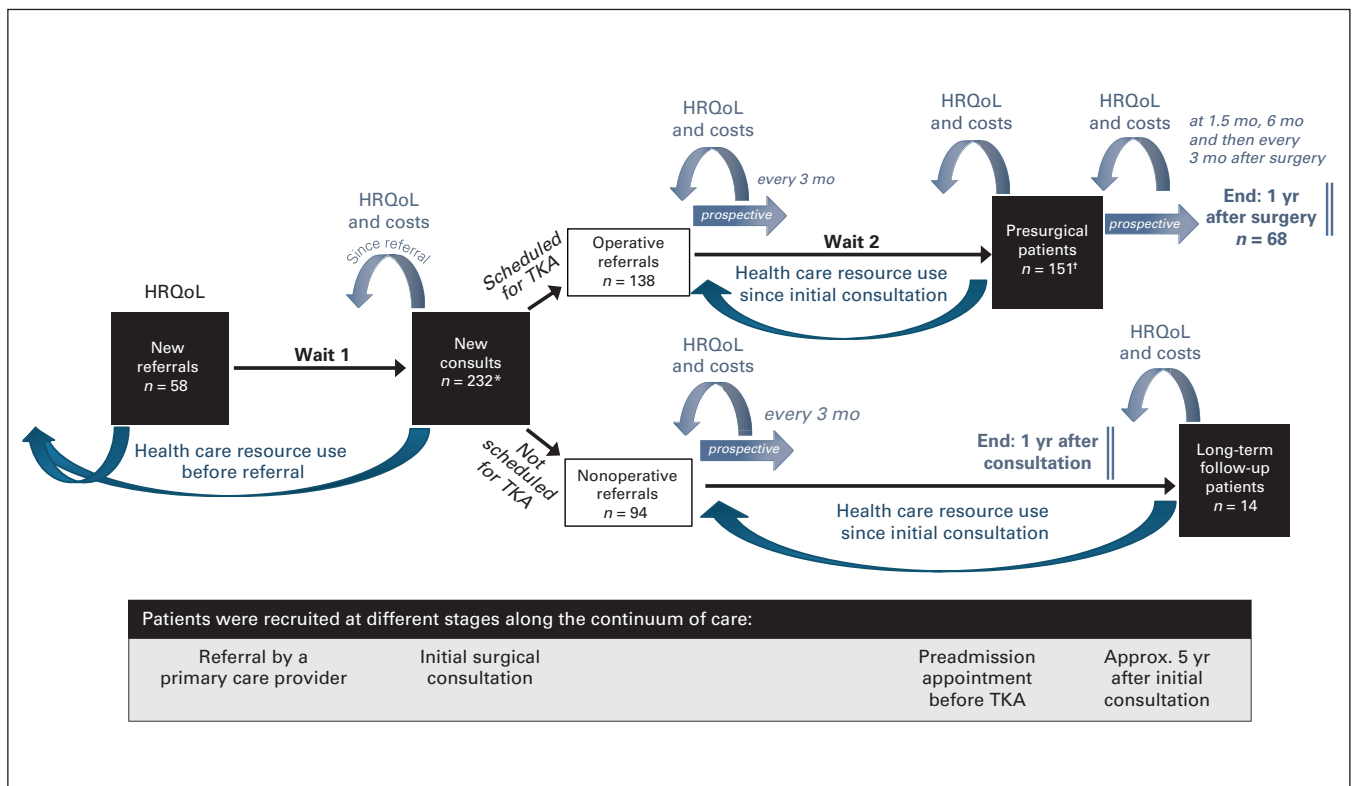 HRQoL
New
referrals
n = 58
Wait 1
Health care resource use
before referral
HRQoL
and costs
Since referral
New
consults
n = 232*
Scheduled
for TKA
Not
scheduled
for TKA
HRQoL
and costs
every 3 mo
prospective
Operative
referrals
n = 138
Wait 2
Health care resource use
since initial consultation
HRQoL
and costs
Presurgical
patients
n = 151†
HRQoL
and costs
at 1.5 mo, 6 mo
and then every
3 mo after surgery
prospective
End: 1 yr
after surgery
n = 68
HRQoL
and costs
every 3 mo
prospective
Nonoperative
referrals
n = 94
End: 1 yr after
consultation
Health care resource use
since initial consultation
HRQoL
and costs
Long-term
follow-up
patients
n = 14
Patients were recruited at different stages along the continuum of care:
Referral by a
primary care provider
Initial surgical
consultation
Preadmission
appointment
before TKA
Approx. 5 yr
after initial
consultation